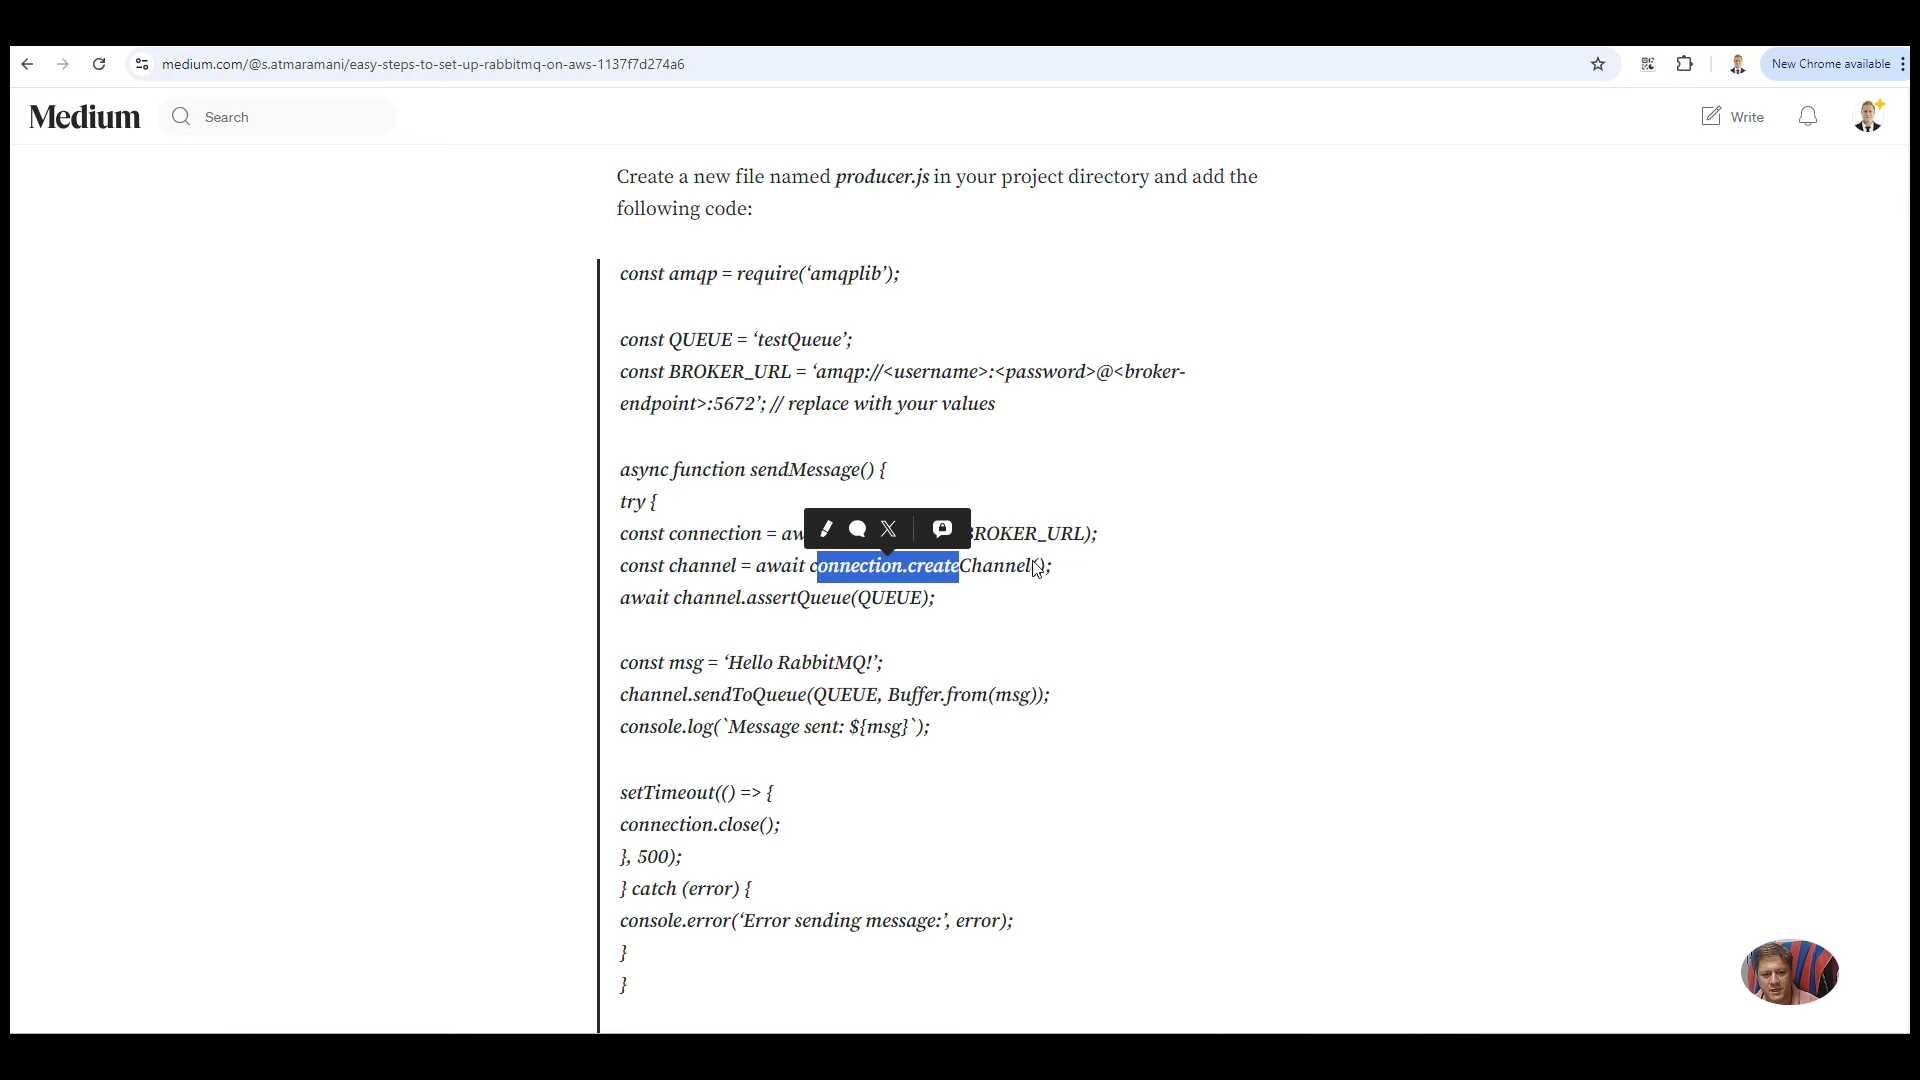 medium.com/@s.atmaramani/easy-steps-to-set-up-rabbitmq-on-aws-1137f7d274a6
New Chrome available
Medium
Search
Write
Create a new file named producer.js in your project directory and add the
following code:
const amqp = require(‘amqplib’);
const QUEUE = ‘testQueue’;
const BROKER_URL = ‘amqp://<username>:<password>@<broker-
endpoint>:5672’; // replace with your values
async function sendMessage() {
try {
const connection = aw BROKER_URL);
const channel = await connection.createChannel();
await channel.assertQueue(QUEUE);
const msg = ‘Hello RabbitMQ!’;
channel.sendToQueue(QUEUE, Buffer.from(msg));
console.log(`Message sent: ${msg}`);
setTimeout(() => {
connection.close();
}, 500);
} catch (error) {
console.error(‘Error sending message:’, error);
}
}